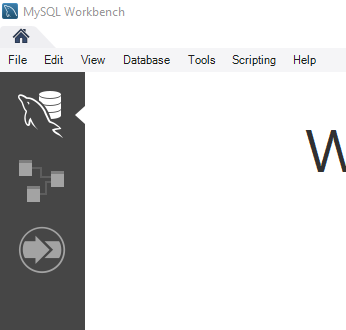 MySQL Workbench
File Edit View Database Tools Scripting Help
W